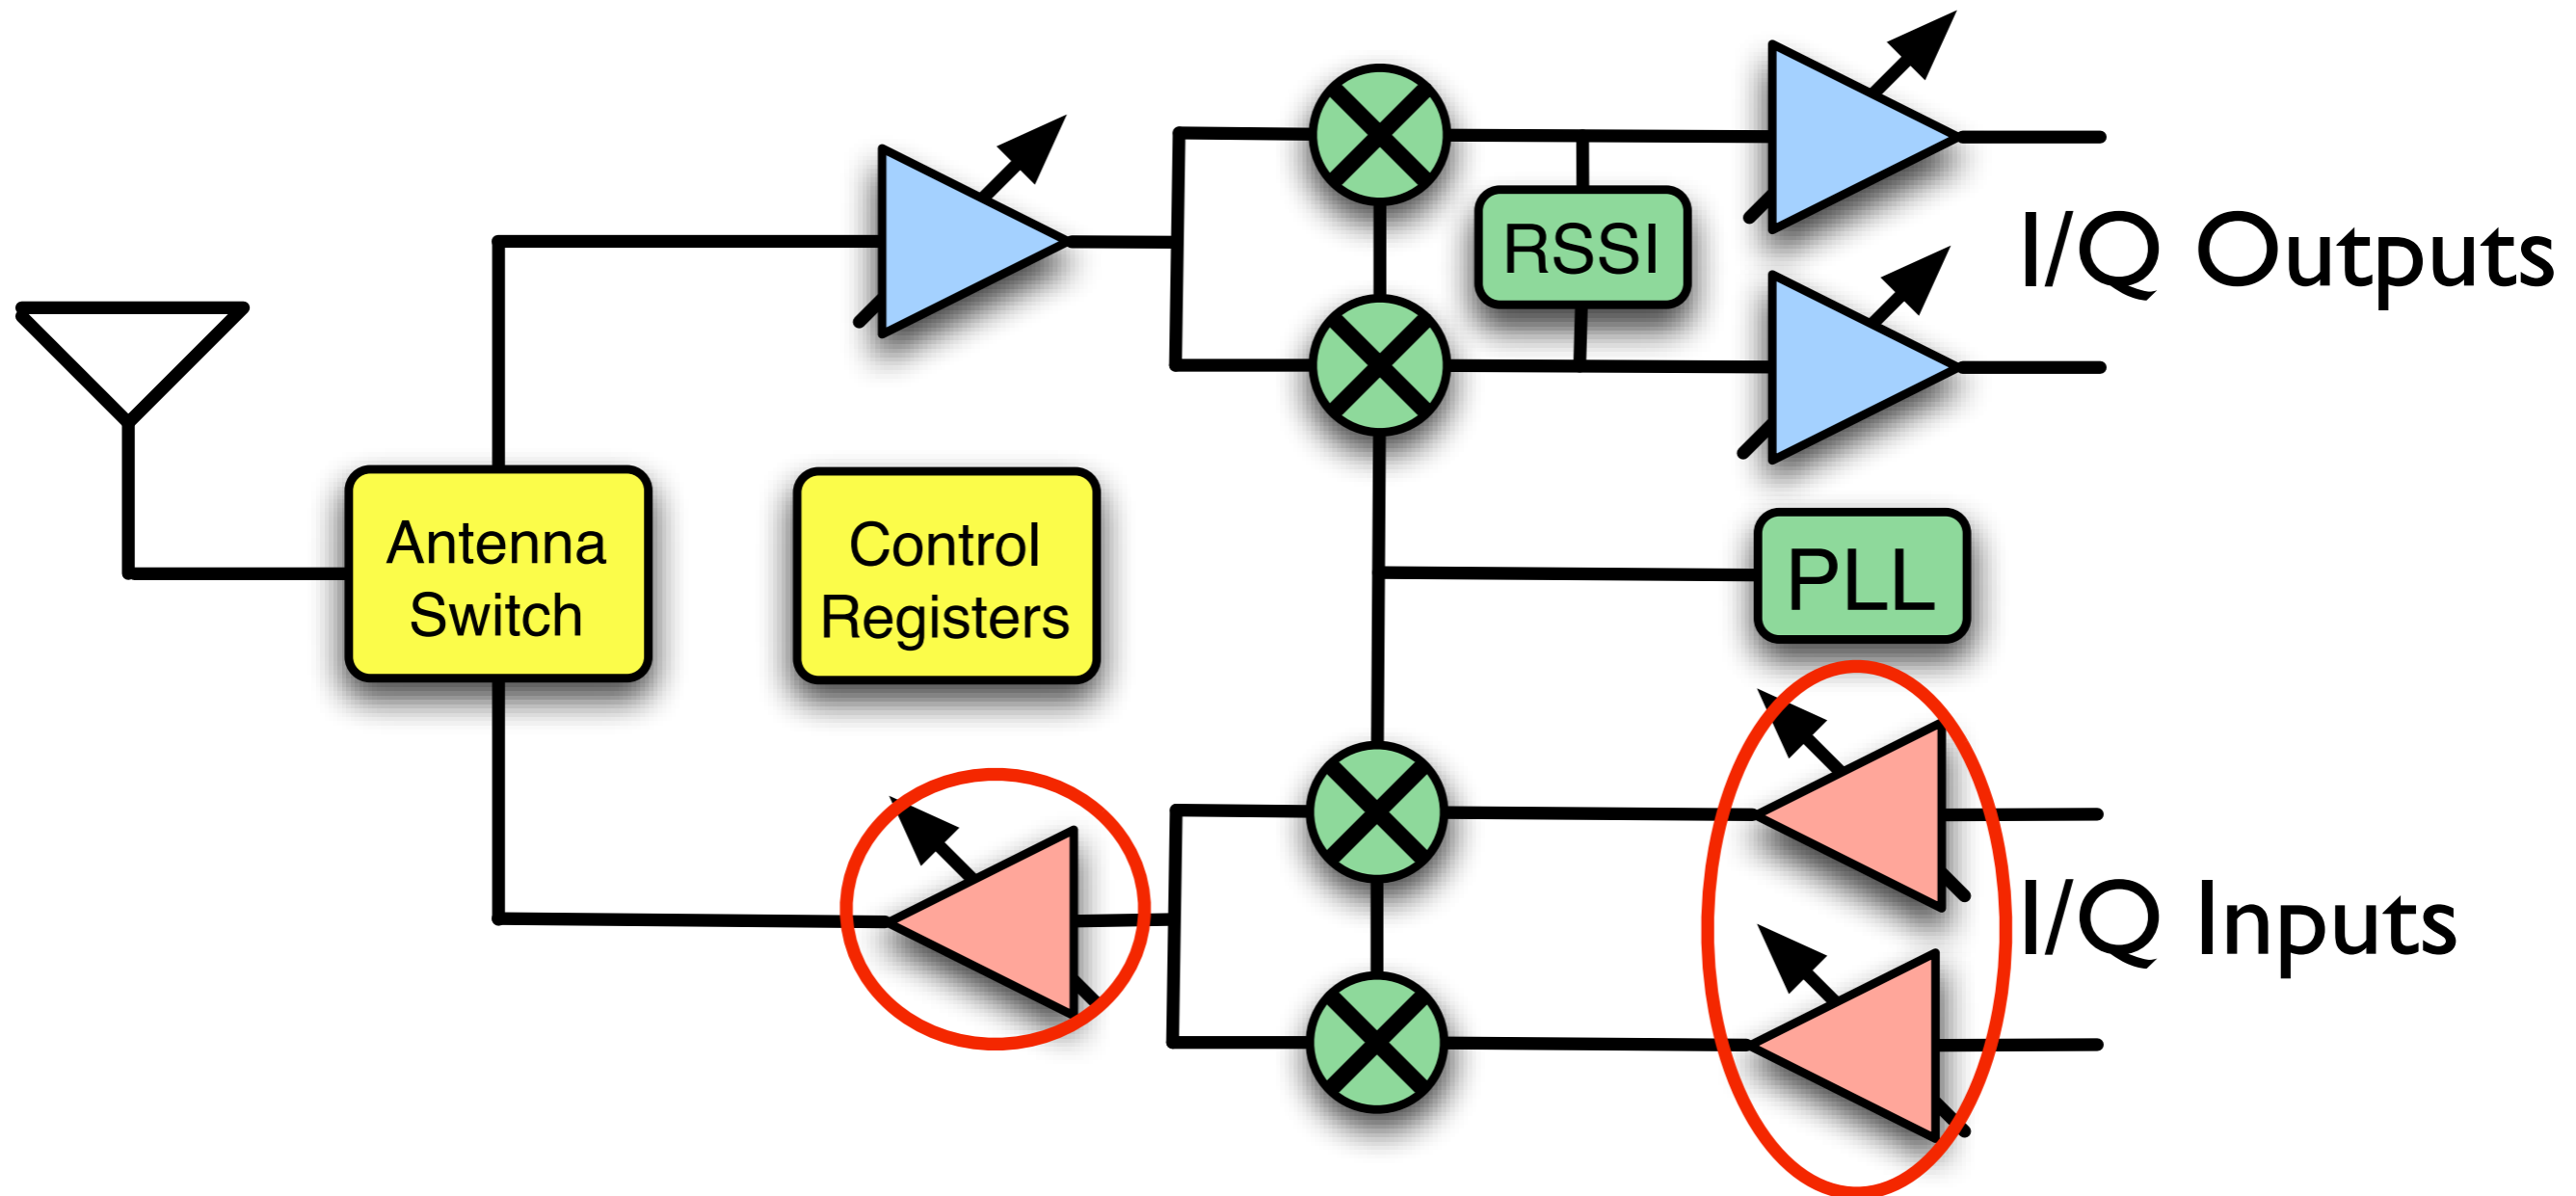 RSSI
I/Q Outputs
Antenna
Switch
Control
Registers
PLL
I/Q Inputs